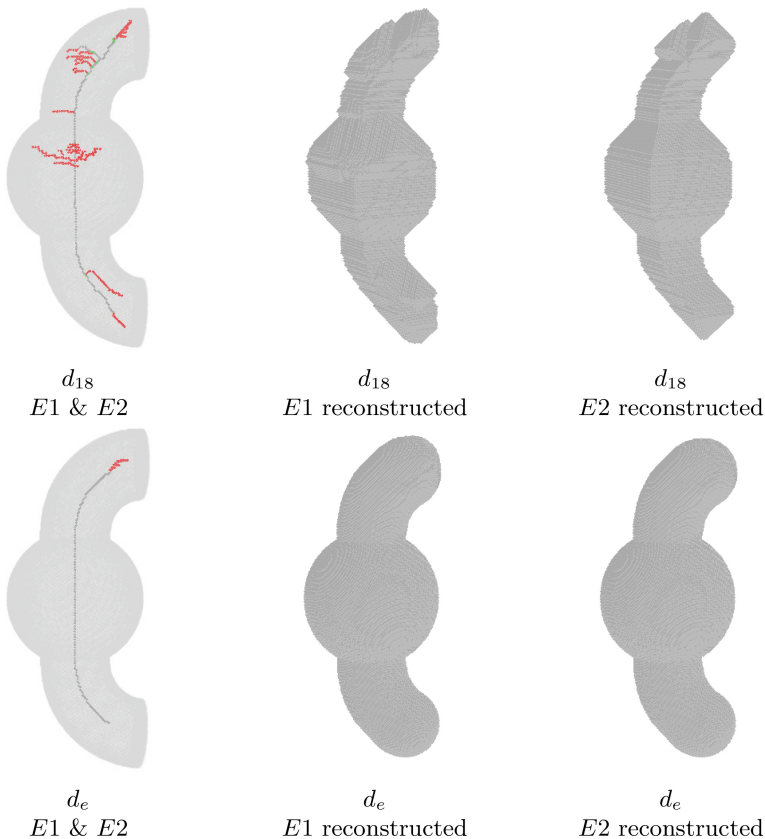 d18
E1 & E2
d18
E1 reconstructed
d18
E2 reconstructed
de
E1 & E2
de
E1 reconstructed
de
E2 reconstructed